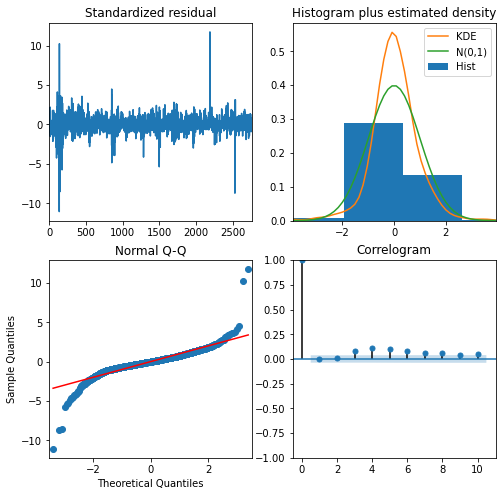 Standardized residual
10
5
0
−5
−10
0 500 1000 1500 2000 2500
Histogram plus estimated density
KDE
N(0,1)
Hist
0.5
0.4
0.3
0.2
0.1
0.0
−2 0 2
Normal Q-Q
Sample Quantiles
10
5
0
−5
−10
−2 0 2
Theoretical Quantiles
Correlogram
1.00
0.75
0.50
0.25
0.00
−0.25
−0.50
−0.75
−1.00
0 2 4 6 8 10